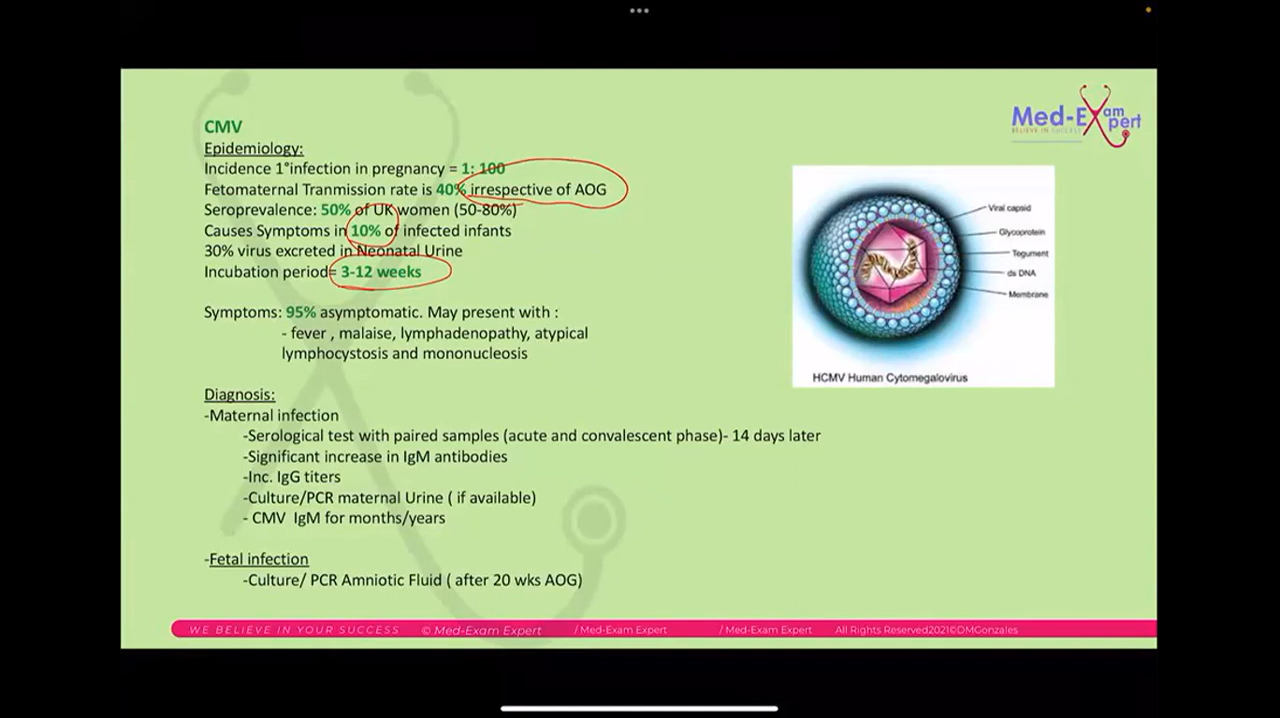 CMV
Epidemiology:
Incidence 1°infection in pregnancy = 1: 100
Fetomaternal Tranmission rate is 40% irrespective of AOG
Seroprevalence: 50% of UK women (50-80%)
Causes Symptoms in 10% of infected infants
30% virus excreted in Neonatal Urine
Incubation period= 3-12 weeks
Symptoms: 95% asymptomatic. May present with :
- fever , malaise, lymphadenopathy, atypical
lymphocystosis and mononucleosis
Diagnosis:
-Maternal infection
-Serological test with paired samples (acute and convalescent phase)- 14 days later
-Significant increase in IgM antibodies
-Inc. IgG titers
-Culture/PCR maternal Urine ( if available)
- CMV IgM for months/years
-Fetal infection
-Culture/ PCR Amniotic Fluid ( after 20 wks AOG)
Med-Exam Expert
BELIEVE IN SUCCESS
Viral capsid
Glycoprotein
Tegument
ds DNA
Membrane
HCMV Human Cytomegalovirus
WE BELIEVE IN YOUR SUCCESS © Med-Exam Expert / Med-Exam Expert / Med-Exam Expert All Rights Reserved2021©DMGonzales